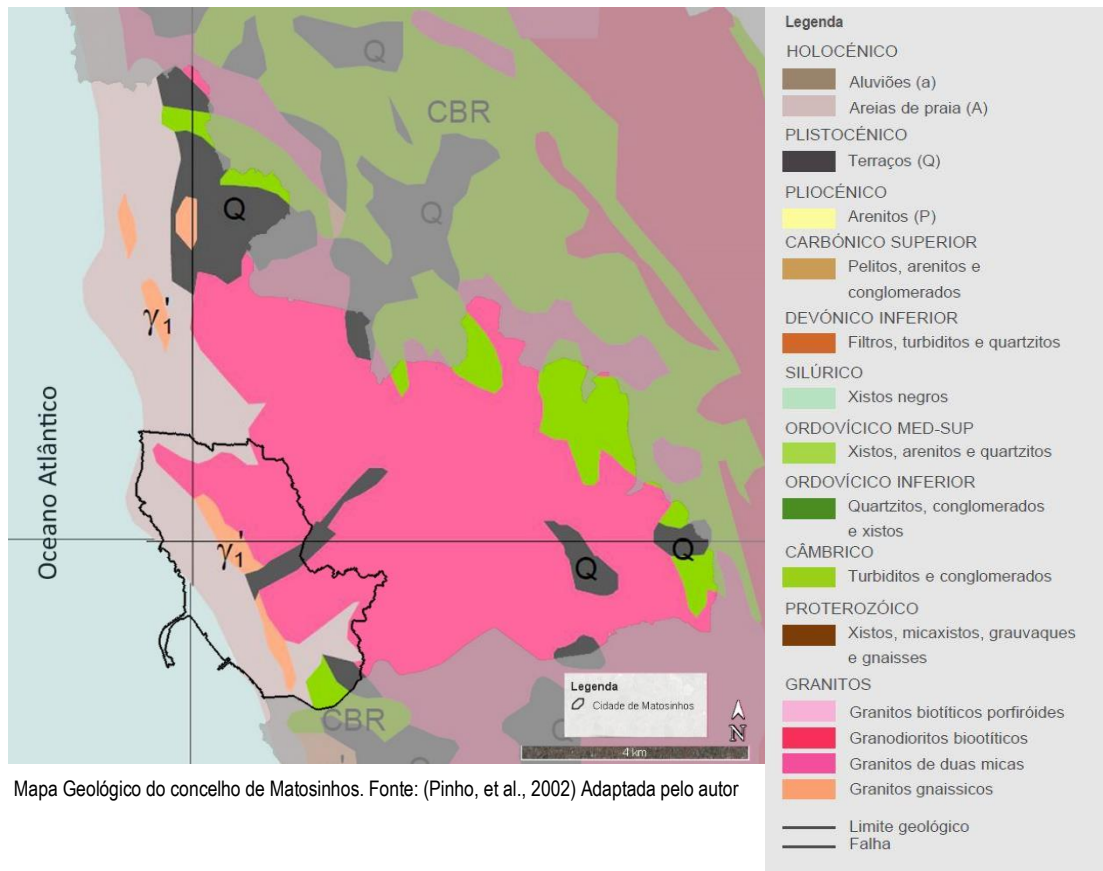 Q
CBR
Q
Q
γ'1
Oceano Atlântico
γ'1
Q
Q
CBR
Q
Q
Legenda
Cidade de Matosinhos
N
4 km
Mapa Geológico do concelho de Matosinhos. Fonte: (Pinho, et al., 2002) Adaptada pelo autor
Legenda
HOLOCÉNICO
Aluviões (a)
Areias de praia (A)
PLISTOCÉNICO
Terraços (Q)
PLIOCÉNICO
Arenitos (P)
CARBÓNICO SUPERIOR
Pelitos, arenitos e
conglomerados
DEVÓNICO INFERIOR
Filtros, turbiditos e quartzitos
SILÚRICO
Xistos negros
ORDOVÍCICO MED-SUP
Xistos, arenitos e quartzitos
ORDOVÍCICO INFERIOR
Quartzitos, conglomerados
e xistos
CÂMBRICO
Turbiditos e conglomerados
PROTEROZÓICO
Xistos, micaxistos, grauvaques
e gnaisses
GRANITOS
Granitos biotíticos porfiróides
Granodioritos biootíticos
Granitos de duas micas
Granitos gnaissicos
Limite geológico
Falha